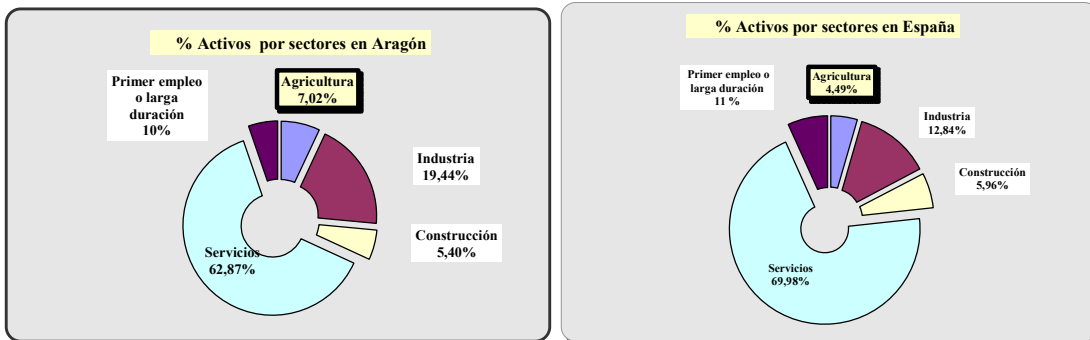 % Activos por sectores en Aragón
Primer empleo o
larga
duración
10%
Agricultura
7,02%
Industria
19,44%
Construcción
5,40%
Servicios
62,87%
% Activos por sectores en España
Primer empleo o
larga duración
11 %
Agricultura
4,49%
Industria
12,84%
Construcción
5,96%
Servicios
69,98%